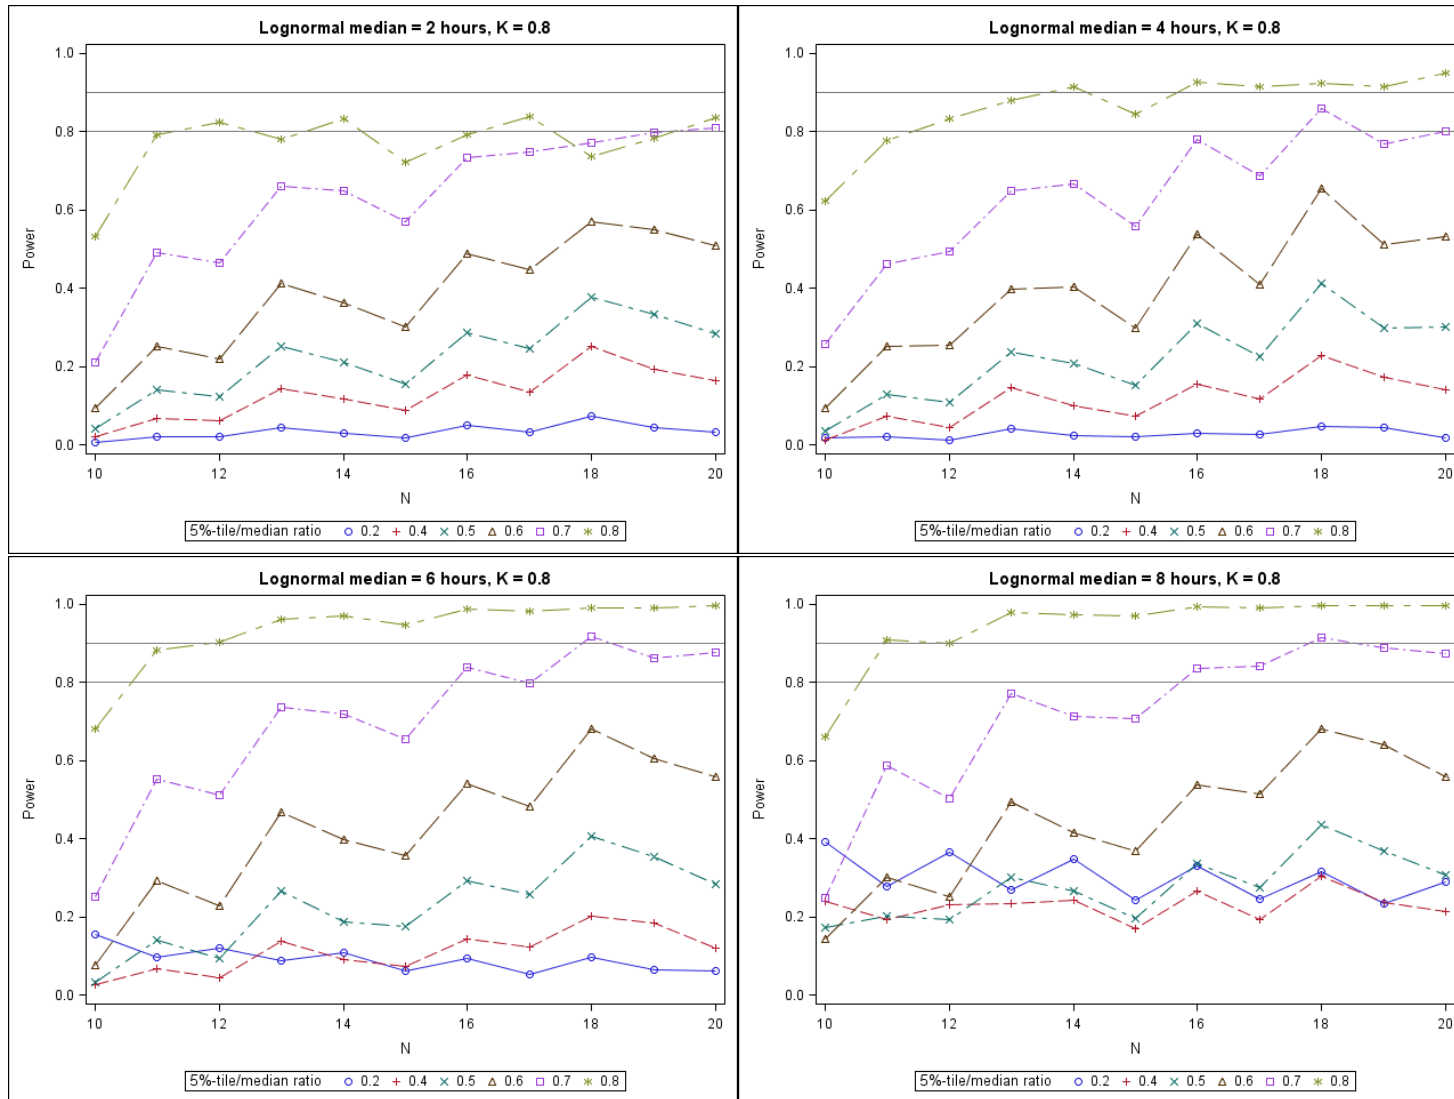 Lognormal median = 2 hours, K = 0.8
1.0
0.8
0.6
0.4
0.2
0.0
Power
10 12 14 16 18 20
N
5%-tile/median ratio 0.2 0.4 0.5 0.6 0.7 0.8
Lognormal median = 4 hours, K = 0.8
1.0
0.8
0.6
0.4
0.2
0.0
Power
10 12 14 16 18 20
N
5%-tile/median ratio 0.2 0.4 0.5 0.6 0.7 0.8
Lognormal median = 6 hours, K = 0.8
1.0
0.8
0.6
0.4
0.2
0.0
Power
10 12 14 16 18 20
N
5%-tile/median ratio 0.2 0.4 0.5 0.6 0.7 0.8
Lognormal median = 8 hours, K = 0.8
1.0
0.8
0.6
0.4
0.2
0.0
Power
10 12 14 16 18 20
N
5%-tile/median ratio 0.2 0.4 0.5 0.6 0.7 0.8